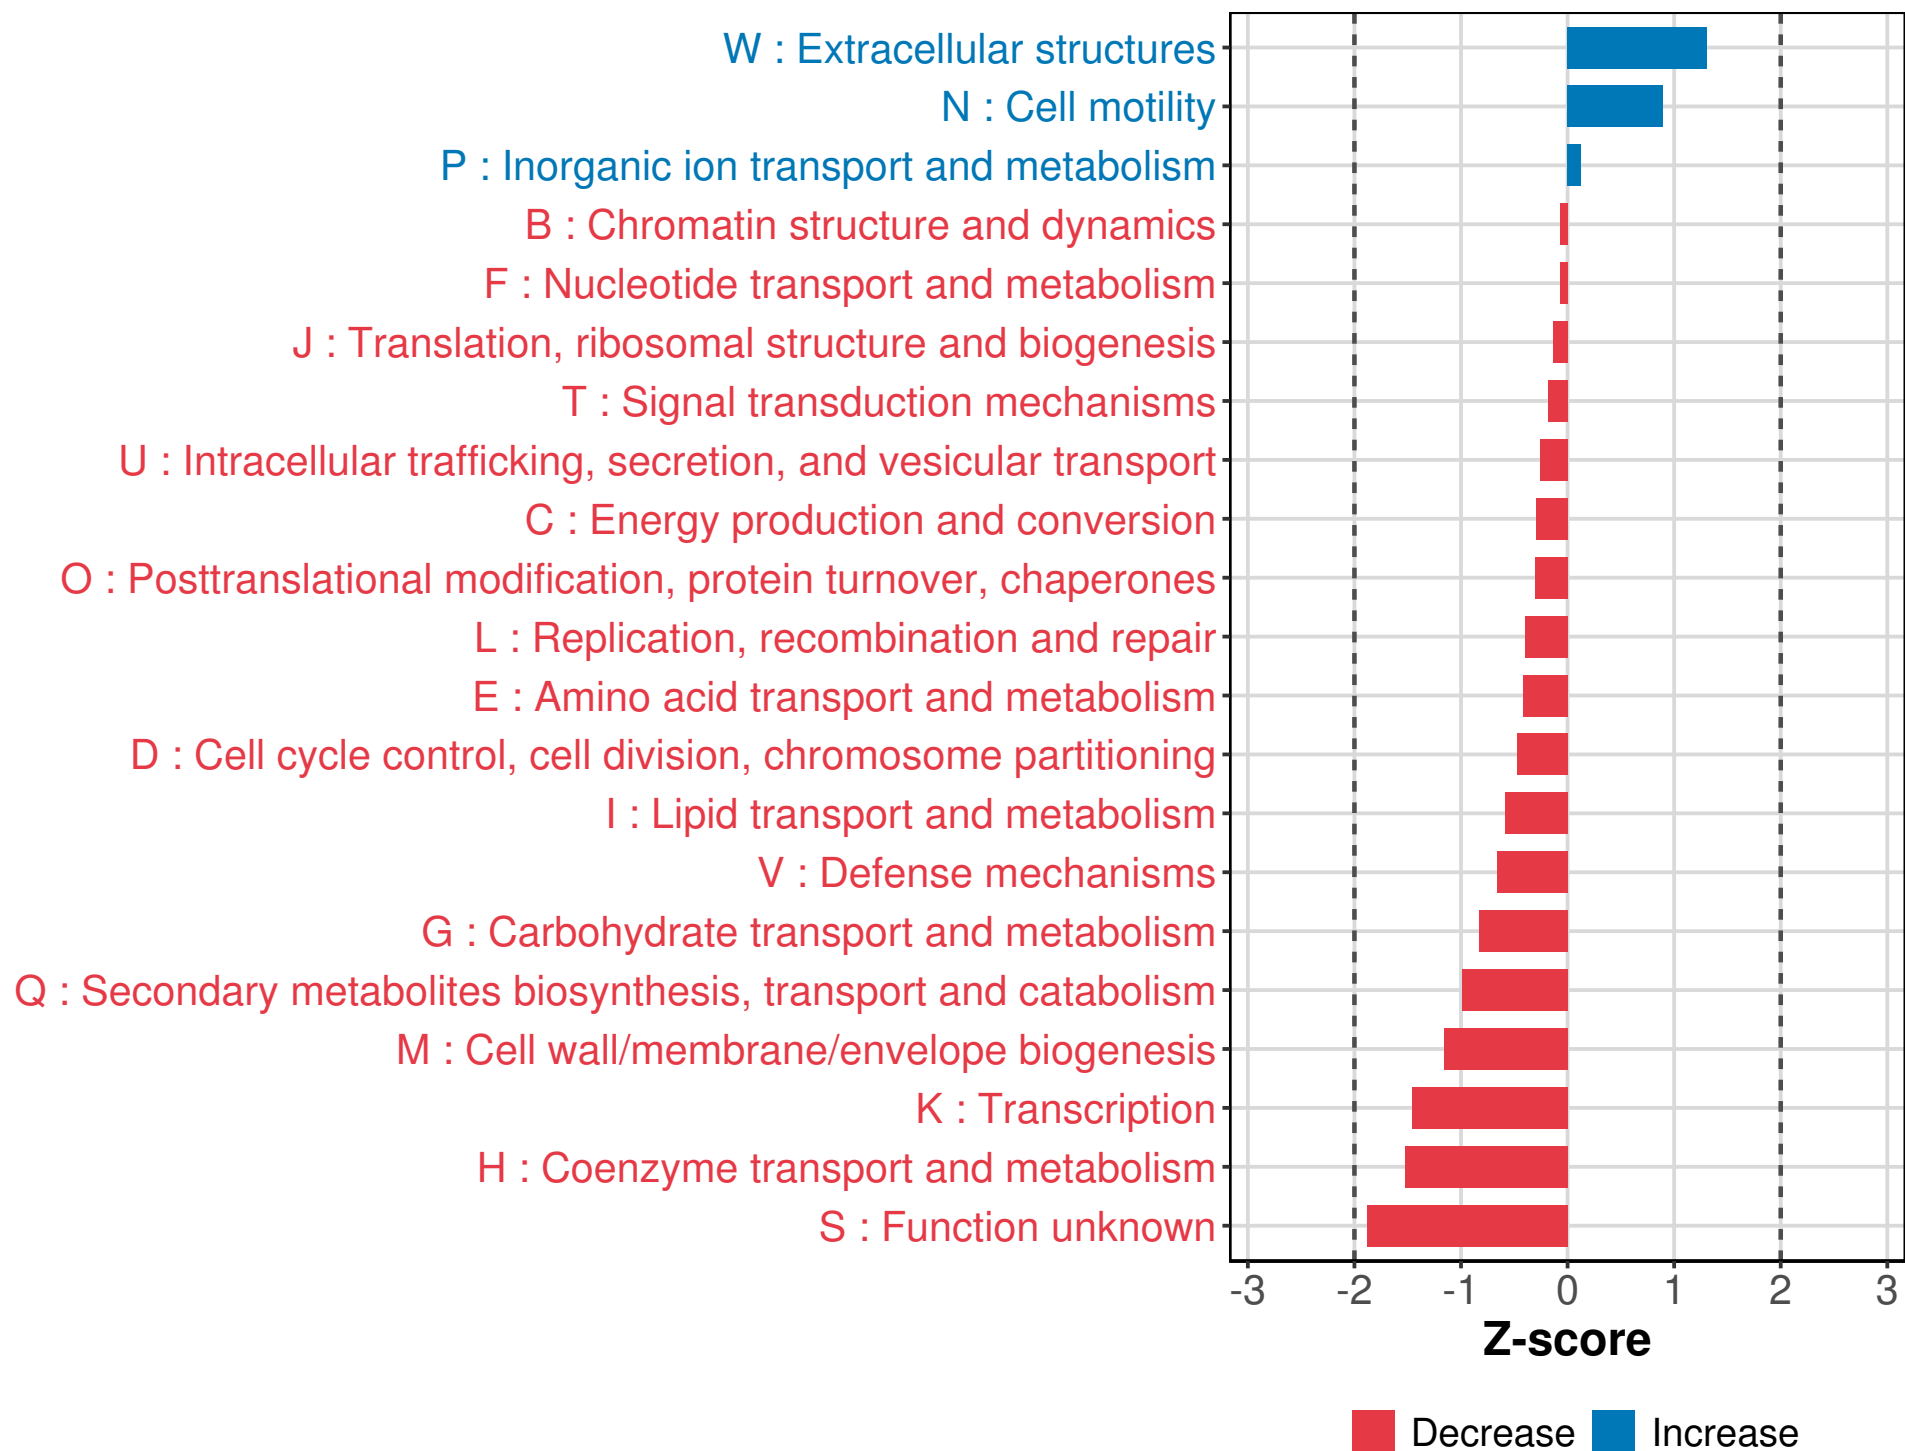 W : Extracellular structures
N : Cell motility
P : Inorganic ion transport and metabolism
B : Chromatin structure and dynamics
F : Nucleotide transport and metabolism
J : Translation, ribosomal structure and biogenesis
T : Signal transduction mechanisms
U : Intracellular trafficking, secretion, and vesicular transport
C : Energy production and conversion
O : Posttranslational modification, protein turnover, chaperones
L : Replication, recombination and repair
E : Amino acid transport and metabolism
D : Cell cycle control, cell division, chromosome partitioning
I : Lipid transport and metabolism
V : Defense mechanisms
G : Carbohydrate transport and metabolism
Q : Secondary metabolites biosynthesis, transport and catabolism
M : Cell wall/membrane/envelope biogenesis
K : Transcription
H : Coenzyme transport and metabolism
S : Function unknown
-3 -2 -1 0 1 2 3
Z-score
Decrease Increase